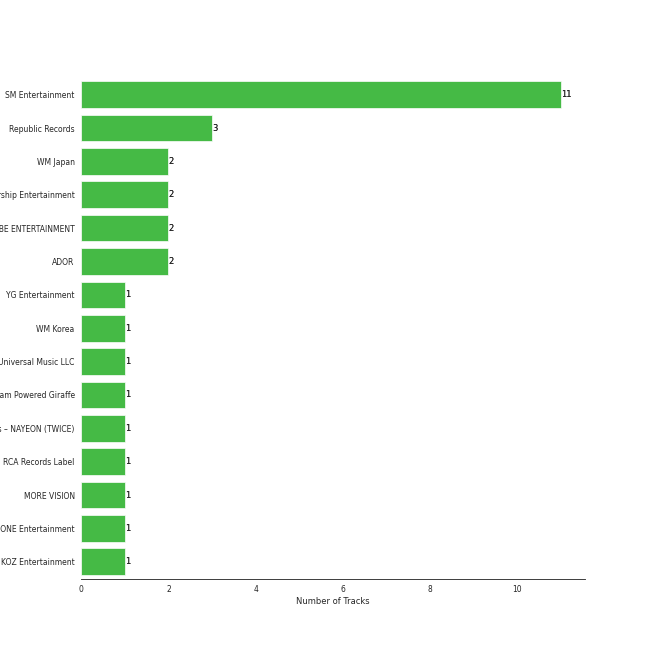 SM Entertainment 11
Republic Records 3
WM Japan 2
rship Entertainment 2
BE ENTERTAINMENT 2
ADOR 2
YG Entertainment 1
WM Korea 1
Universal Music LLC 1
am Powered Giraffe 1
s – NAYEON (TWICE) 1
RCA Records Label 1
MORE VISION 1
ONE Entertainment 1
KOZ Entertainment 1
0 2 4 6 8 10
Number of Tracks